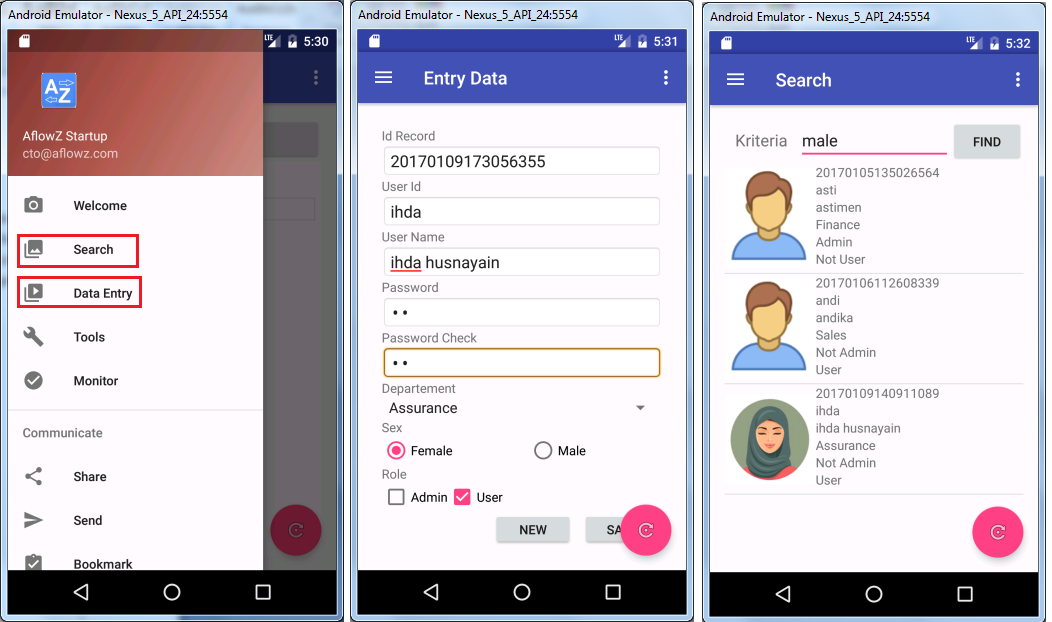 Android Emulator - Nexus_5_API_24:5554
LTE 5:30
A
Z
AflowZ Startup
cto@aflowz.com
Welcome
Search
Data Entry
Tools
Monitor
Communicate
Share
Send
Bookmark
Android Emulator - Nexus_5_API_24:5554
LTE 5:31
Entry Data
Id Record
20170109173056355
User Id
ihda
User Name
ihda husnayain
Password
Password Check
Departement
Assurance
Sex
Female Male
Role
Admin User
NEW SA
Android Emulator - Nexus_5_API_24:5554
LTE 5:32
Search
Kriteria male FIND
20170105135026564
asti
astimen
Finance
Admin
Not User
20170106112608339
andi
andika
Sales
Not Admin
User
20170109140911089
ihda
ihda husnayain
Assurance
Not Admin
User